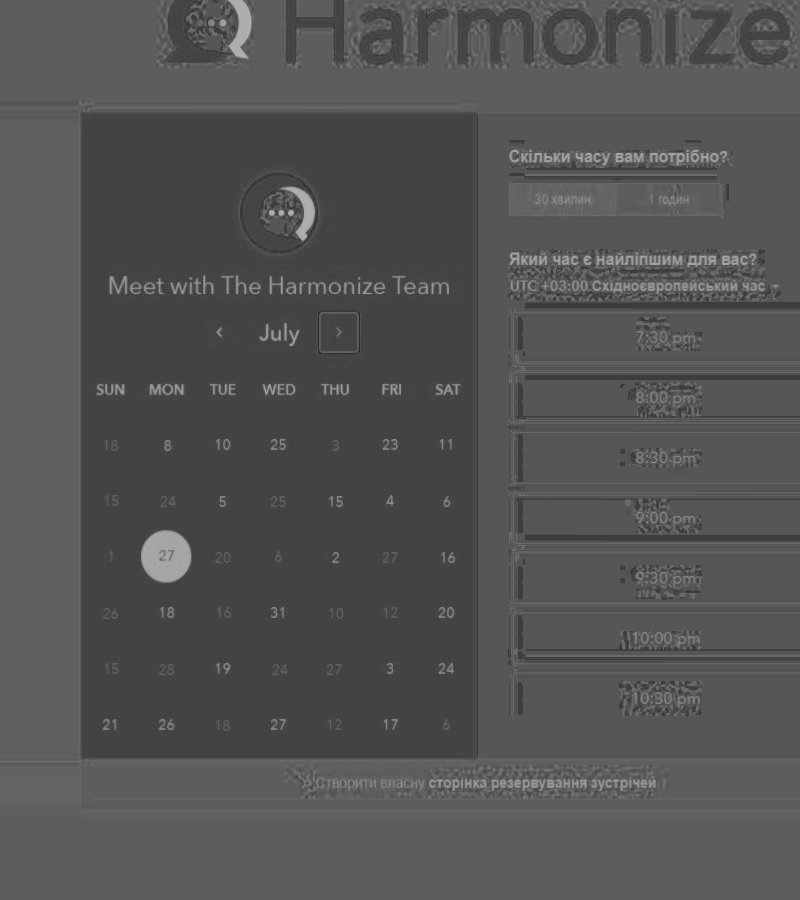 Harmonize
Meet with The Harmonize Team
July
SUN MON TUE WED THU FRI SAT
18 8 10 25 3 23 11
15 24 5 25 15 4 6
1 27 20 6 2 27 16
26 18 16 31 10 12 20
15 28 19 24 27 3 24
21 26 18 27 12 17 6
Скільки часу вам потрібно?
30 хвилин 1 годин
Який час є найліпшим для вас?
UTC +03:00 Східноєвропейський час
7:30 pm
8:00 pm
8:30 pm
9:00 pm
9:30 pm
10:00 pm
10:30 pm
Створити власну сторінка резервування зустрічей